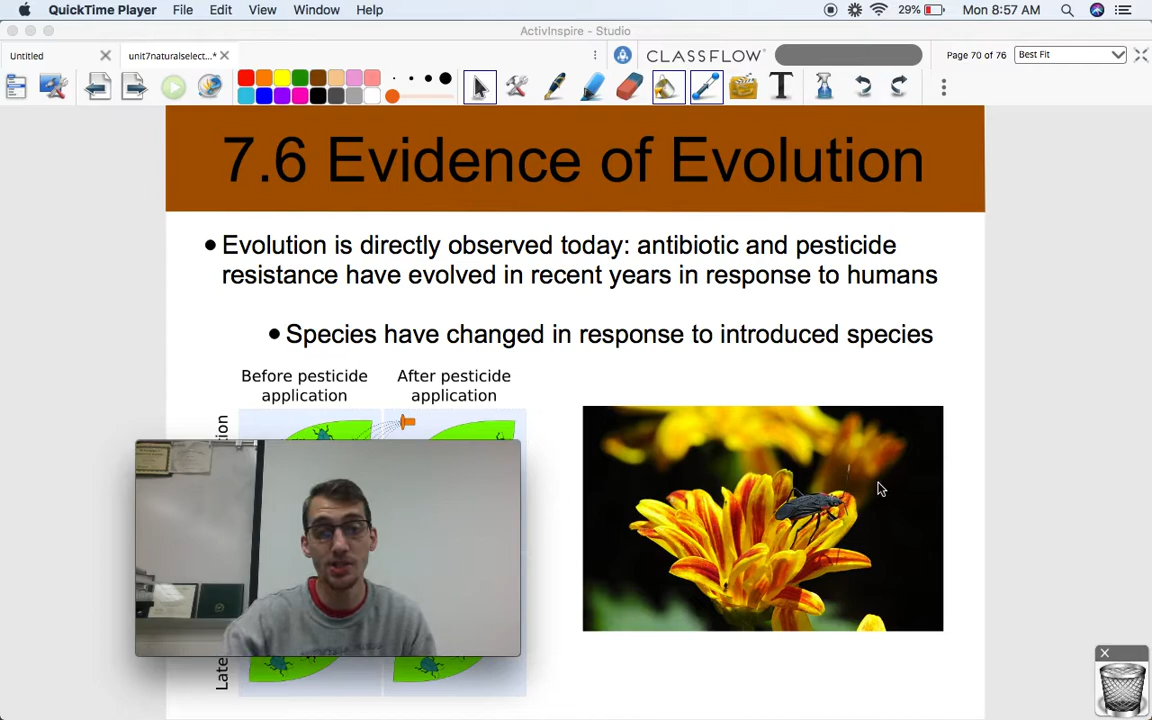 QuickTime Player File Edit View Window Help 29% Mon 8:57 AM
ActivInspire - Studio
Untitled unit7naturalselect...* CLASSFLOW Page 70 of 76 Best Fit
7.6 Evidence of Evolution
Evolution is directly observed today: antibiotic and pesticide
resistance have evolved in recent years in response to humans
Species have changed in response to introduced species
Before pesticide
application
After pesticide
application